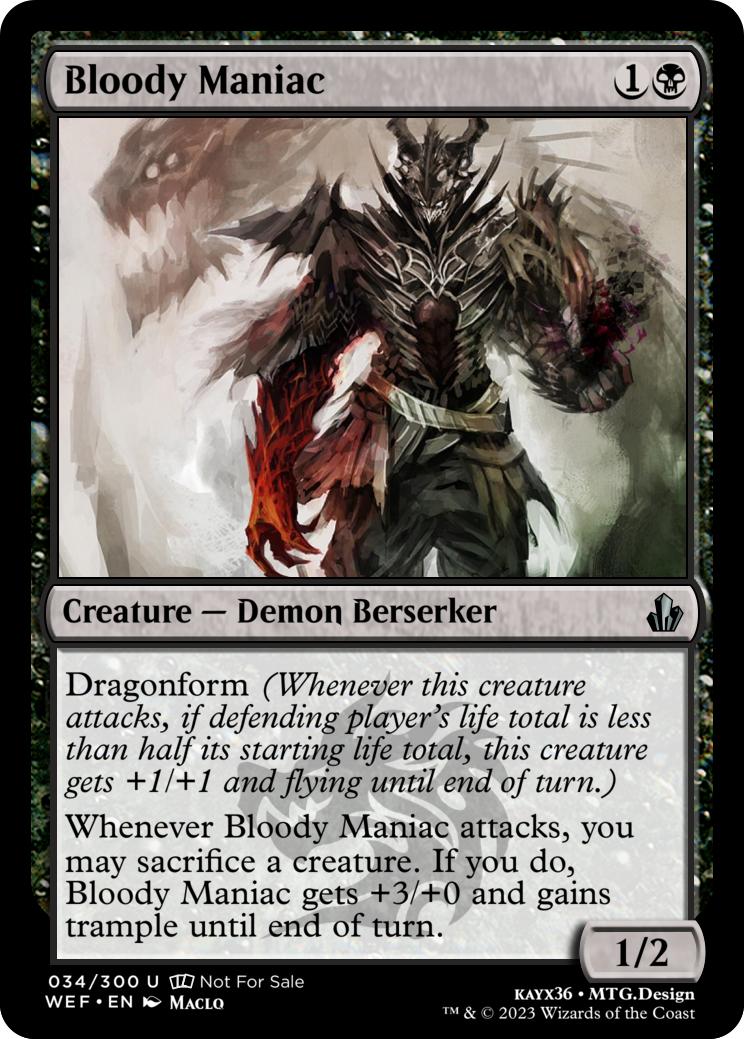 Bloody Maniac 1
Creature — Demon Berserker
Dragonform (Whenever this creature
attacks, if defending player's life total is less
than half its starting life total, this creature
gets +1/+1 and flying until end of turn.)
Whenever Bloody Maniac attacks, you
may sacrifice a creature. If you do,
Bloody Maniac gets +3/+0 and gains
trample until end of turn.
1/2
034/300 U Not For Sale
WEF • EN Maclo
kayx36 • MTG.Design
™ & © 2023 Wizards of the Coast